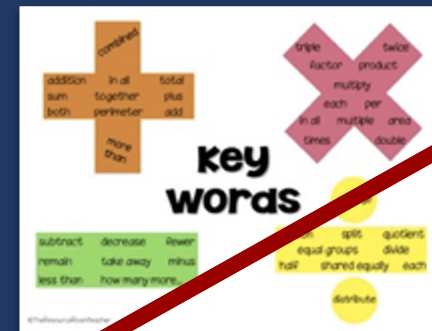 combined
addition in all total
sum together plus
both perimeter add
more
than
triple twice
factor product
multiply
each per
in all multiple area
times double
key
words
subtract decrease fewer
remain take away minus
less than how many more...
split quotient
equal groups divide
half shared equally each
distribute
©TheResourceRoomTeacher